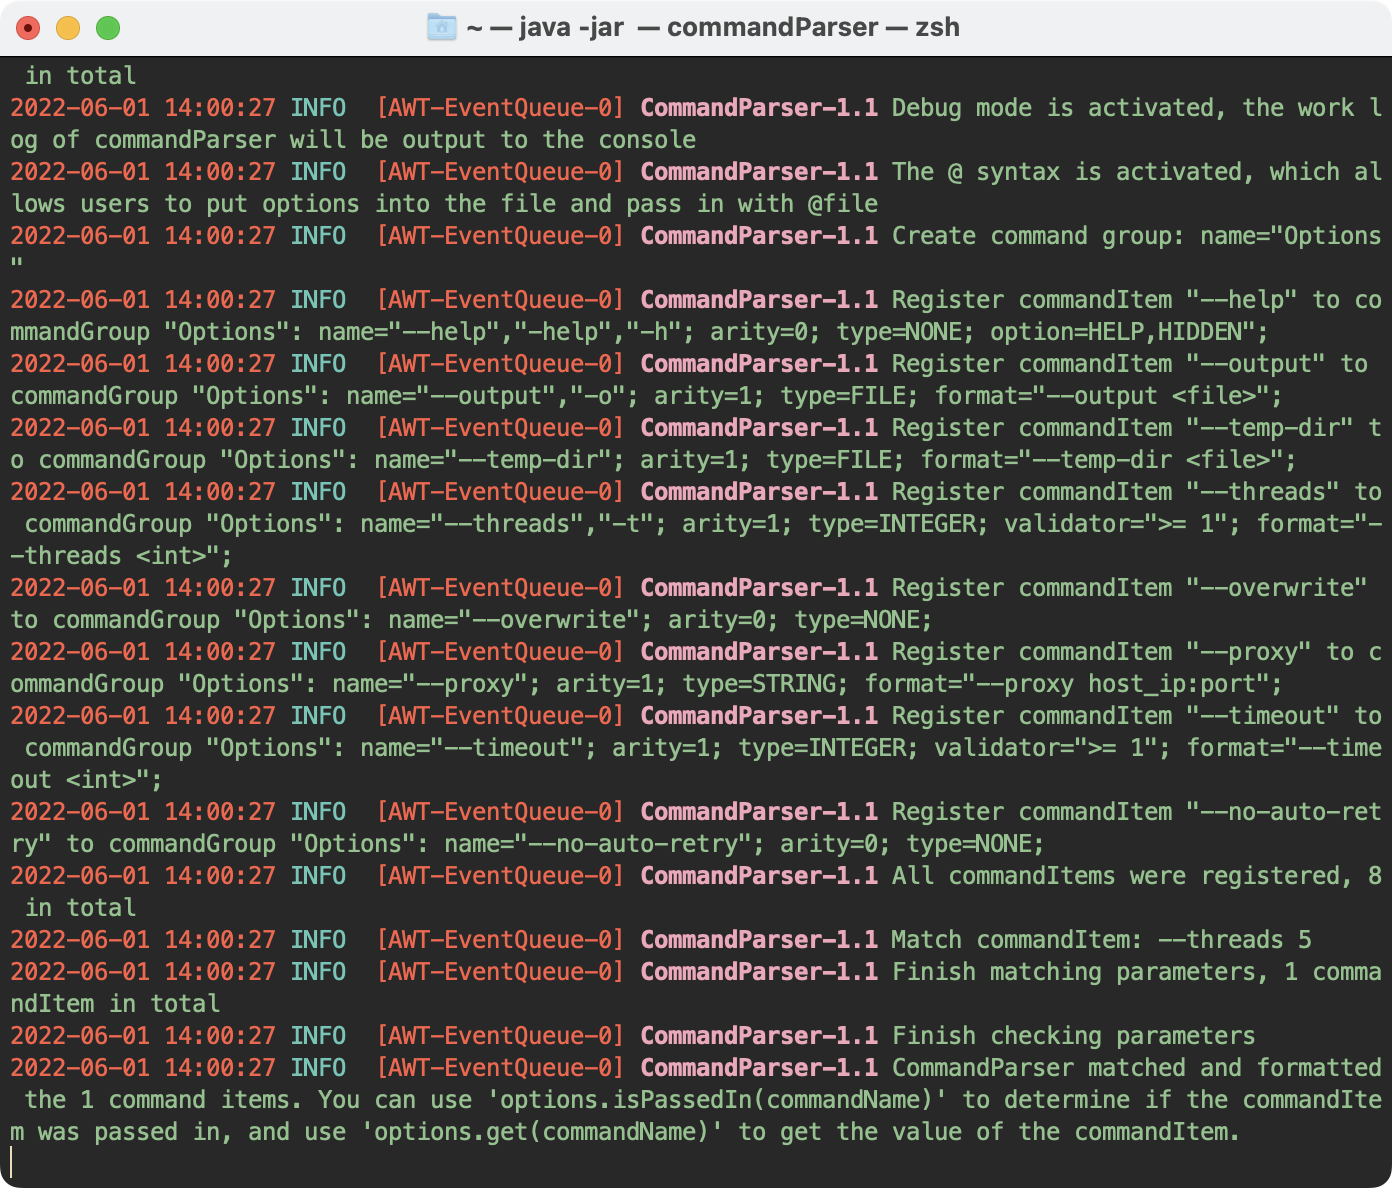 ~ — java -jar — commandParser — zsh
 in total
2022-06-01 14:00:27 INFO  [AWT-EventQueue-0] CommandParser-1.1 Debug mode is activated, the work l
og of commandParser will be output to the console
2022-06-01 14:00:27 INFO  [AWT-EventQueue-0] CommandParser-1.1 The @ syntax is activated, which al
lows users to put options into the file and pass in with @file
2022-06-01 14:00:27 INFO  [AWT-EventQueue-0] CommandParser-1.1 Create command group: name="Options
"
2022-06-01 14:00:27 INFO  [AWT-EventQueue-0] CommandParser-1.1 Register commandItem "--help" to co
mmandGroup "Options": name="--help","-help","-h"; arity=0; type=NONE; option=HELP,HIDDEN";
2022-06-01 14:00:27 INFO  [AWT-EventQueue-0] CommandParser-1.1 Register commandItem "--output" to
commandGroup "Options": name="--output","-o"; arity=1; type=FILE; format="--output <file>";
2022-06-01 14:00:27 INFO  [AWT-EventQueue-0] CommandParser-1.1 Register commandItem "--temp-dir" t
o commandGroup "Options": name="--temp-dir"; arity=1; type=FILE; format="--temp-dir <file>";
2022-06-01 14:00:27 INFO  [AWT-EventQueue-0] CommandParser-1.1 Register commandItem "--threads" to
 commandGroup "Options": name="--threads","-t"; arity=1; type=INTEGER; validator=">= 1"; format="-
-threads <int>";
2022-06-01 14:00:27 INFO  [AWT-EventQueue-0] CommandParser-1.1 Register commandItem "--overwrite"
to commandGroup "Options": name="--overwrite"; arity=0; type=NONE;
2022-06-01 14:00:27 INFO  [AWT-EventQueue-0] CommandParser-1.1 Register commandItem "--proxy" to c
ommandGroup "Options": name="--proxy"; arity=1; type=STRING; format="--proxy host_ip:port";
2022-06-01 14:00:27 INFO  [AWT-EventQueue-0] CommandParser-1.1 Register commandItem "--timeout" to
 commandGroup "Options": name="--timeout"; arity=1; type=INTEGER; validator=">= 1"; format="--time
out <int>";
2022-06-01 14:00:27 INFO  [AWT-EventQueue-0] CommandParser-1.1 Register commandItem "--no-auto-ret
ry" to commandGroup "Options": name="--no-auto-retry"; arity=0; type=NONE;
2022-06-01 14:00:27 INFO  [AWT-EventQueue-0] CommandParser-1.1 All commandItems were registered, 8
 in total
2022-06-01 14:00:27 INFO  [AWT-EventQueue-0] CommandParser-1.1 Match commandItem: --threads 5
2022-06-01 14:00:27 INFO  [AWT-EventQueue-0] CommandParser-1.1 Finish matching parameters, 1 comma
ndItem in total
2022-06-01 14:00:27 INFO  [AWT-EventQueue-0] CommandParser-1.1 Finish checking parameters
2022-06-01 14:00:27 INFO  [AWT-EventQueue-0] CommandParser-1.1 CommandParser matched and formatted
 the 1 command items. You can use 'options.isPassedIn(commandName)' to determine if the commandIte
m was passed in, and use 'options.get(commandName)' to get the value of the commandItem.